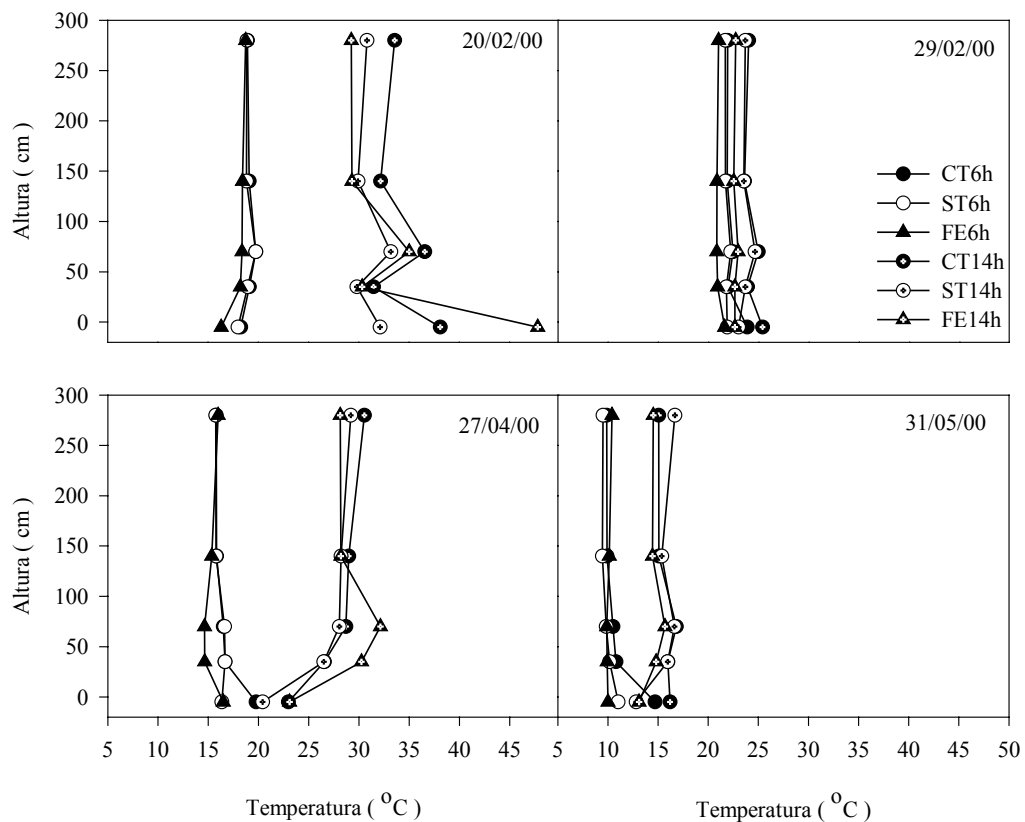 300
250
200
150
100
50
0
Altura ( cm )
20/02/00
29/02/00
CT6h
ST6h
FE6h
CT14h
ST14h
FE14h
300
250
200
150
100
50
0
Altura ( cm )
27/04/00
31/05/00
5 10 15 20 25 30 35 40 45 5 10 15 20 25 30 35 40 45 50
Temperatura ( °C ) Temperatura ( °C )